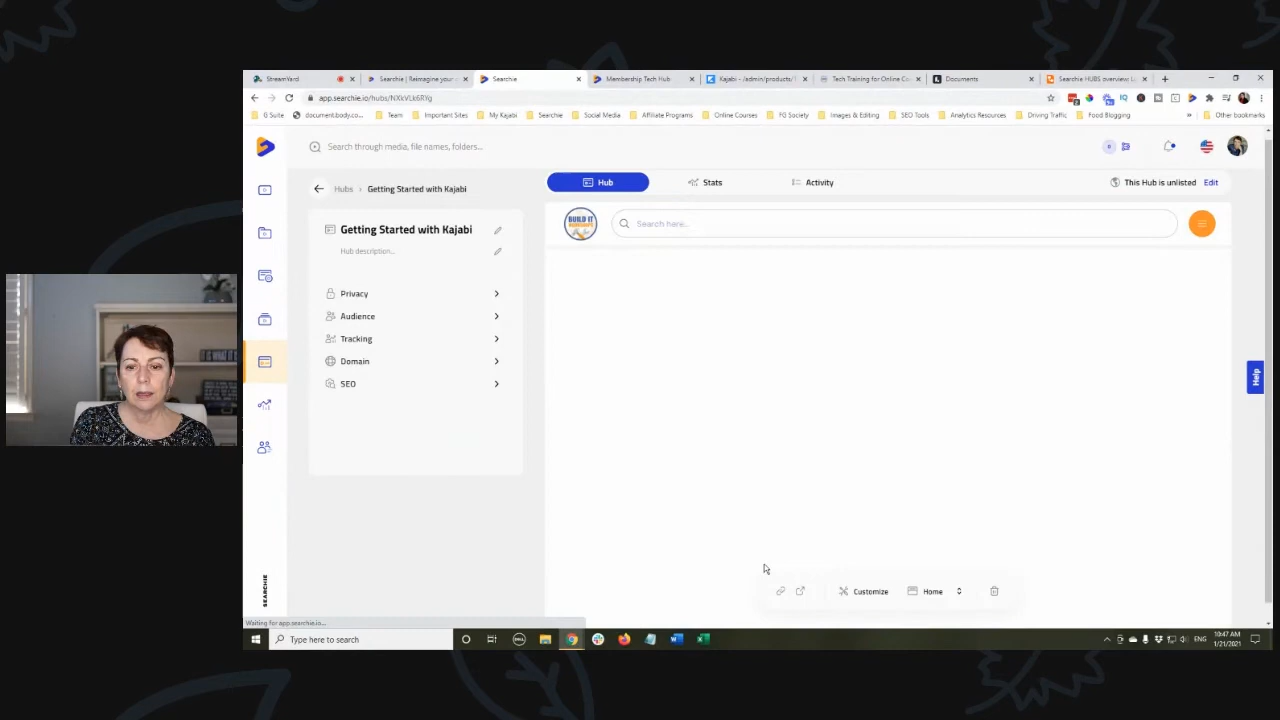 StreamYard
Searchie | Reimagine your
Searchie
Membership Tech Hub
Kajabi - /admin/products/
Tech Training for Online Co
Documents
Searchie HUBS overview:
app.searchie.io/hubs/NXkVLk6RYg
G Suite
document.body.co...
Team
Important Sites
My Kajabi
Searchie
Social Media
Affiliate Programs
Online Courses
FG Society
Images & Editing
SEO Tools
Analytics Resources
Driving Traffic
Food Blogging
Other bookmarks
Search through media, file names, folders...
Hubs > Getting Started with Kajabi
Hub
Stats
Activity
This Hub is unlisted Edit
Getting Started with Kajabi
Hub description...
BUILD IT
Search here...
Privacy
Audience
Tracking
Domain
SEO
Help
SEARCHIE
Customize
Home
Waiting for app.searchie.io...
Type here to search
ENG
10:47 AM
1/21/2021